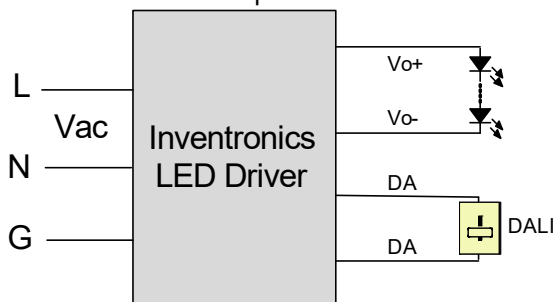 L
Vac
N
G
Inventronics
LED Driver
Vo+
Vo-
DA
DA
DALI